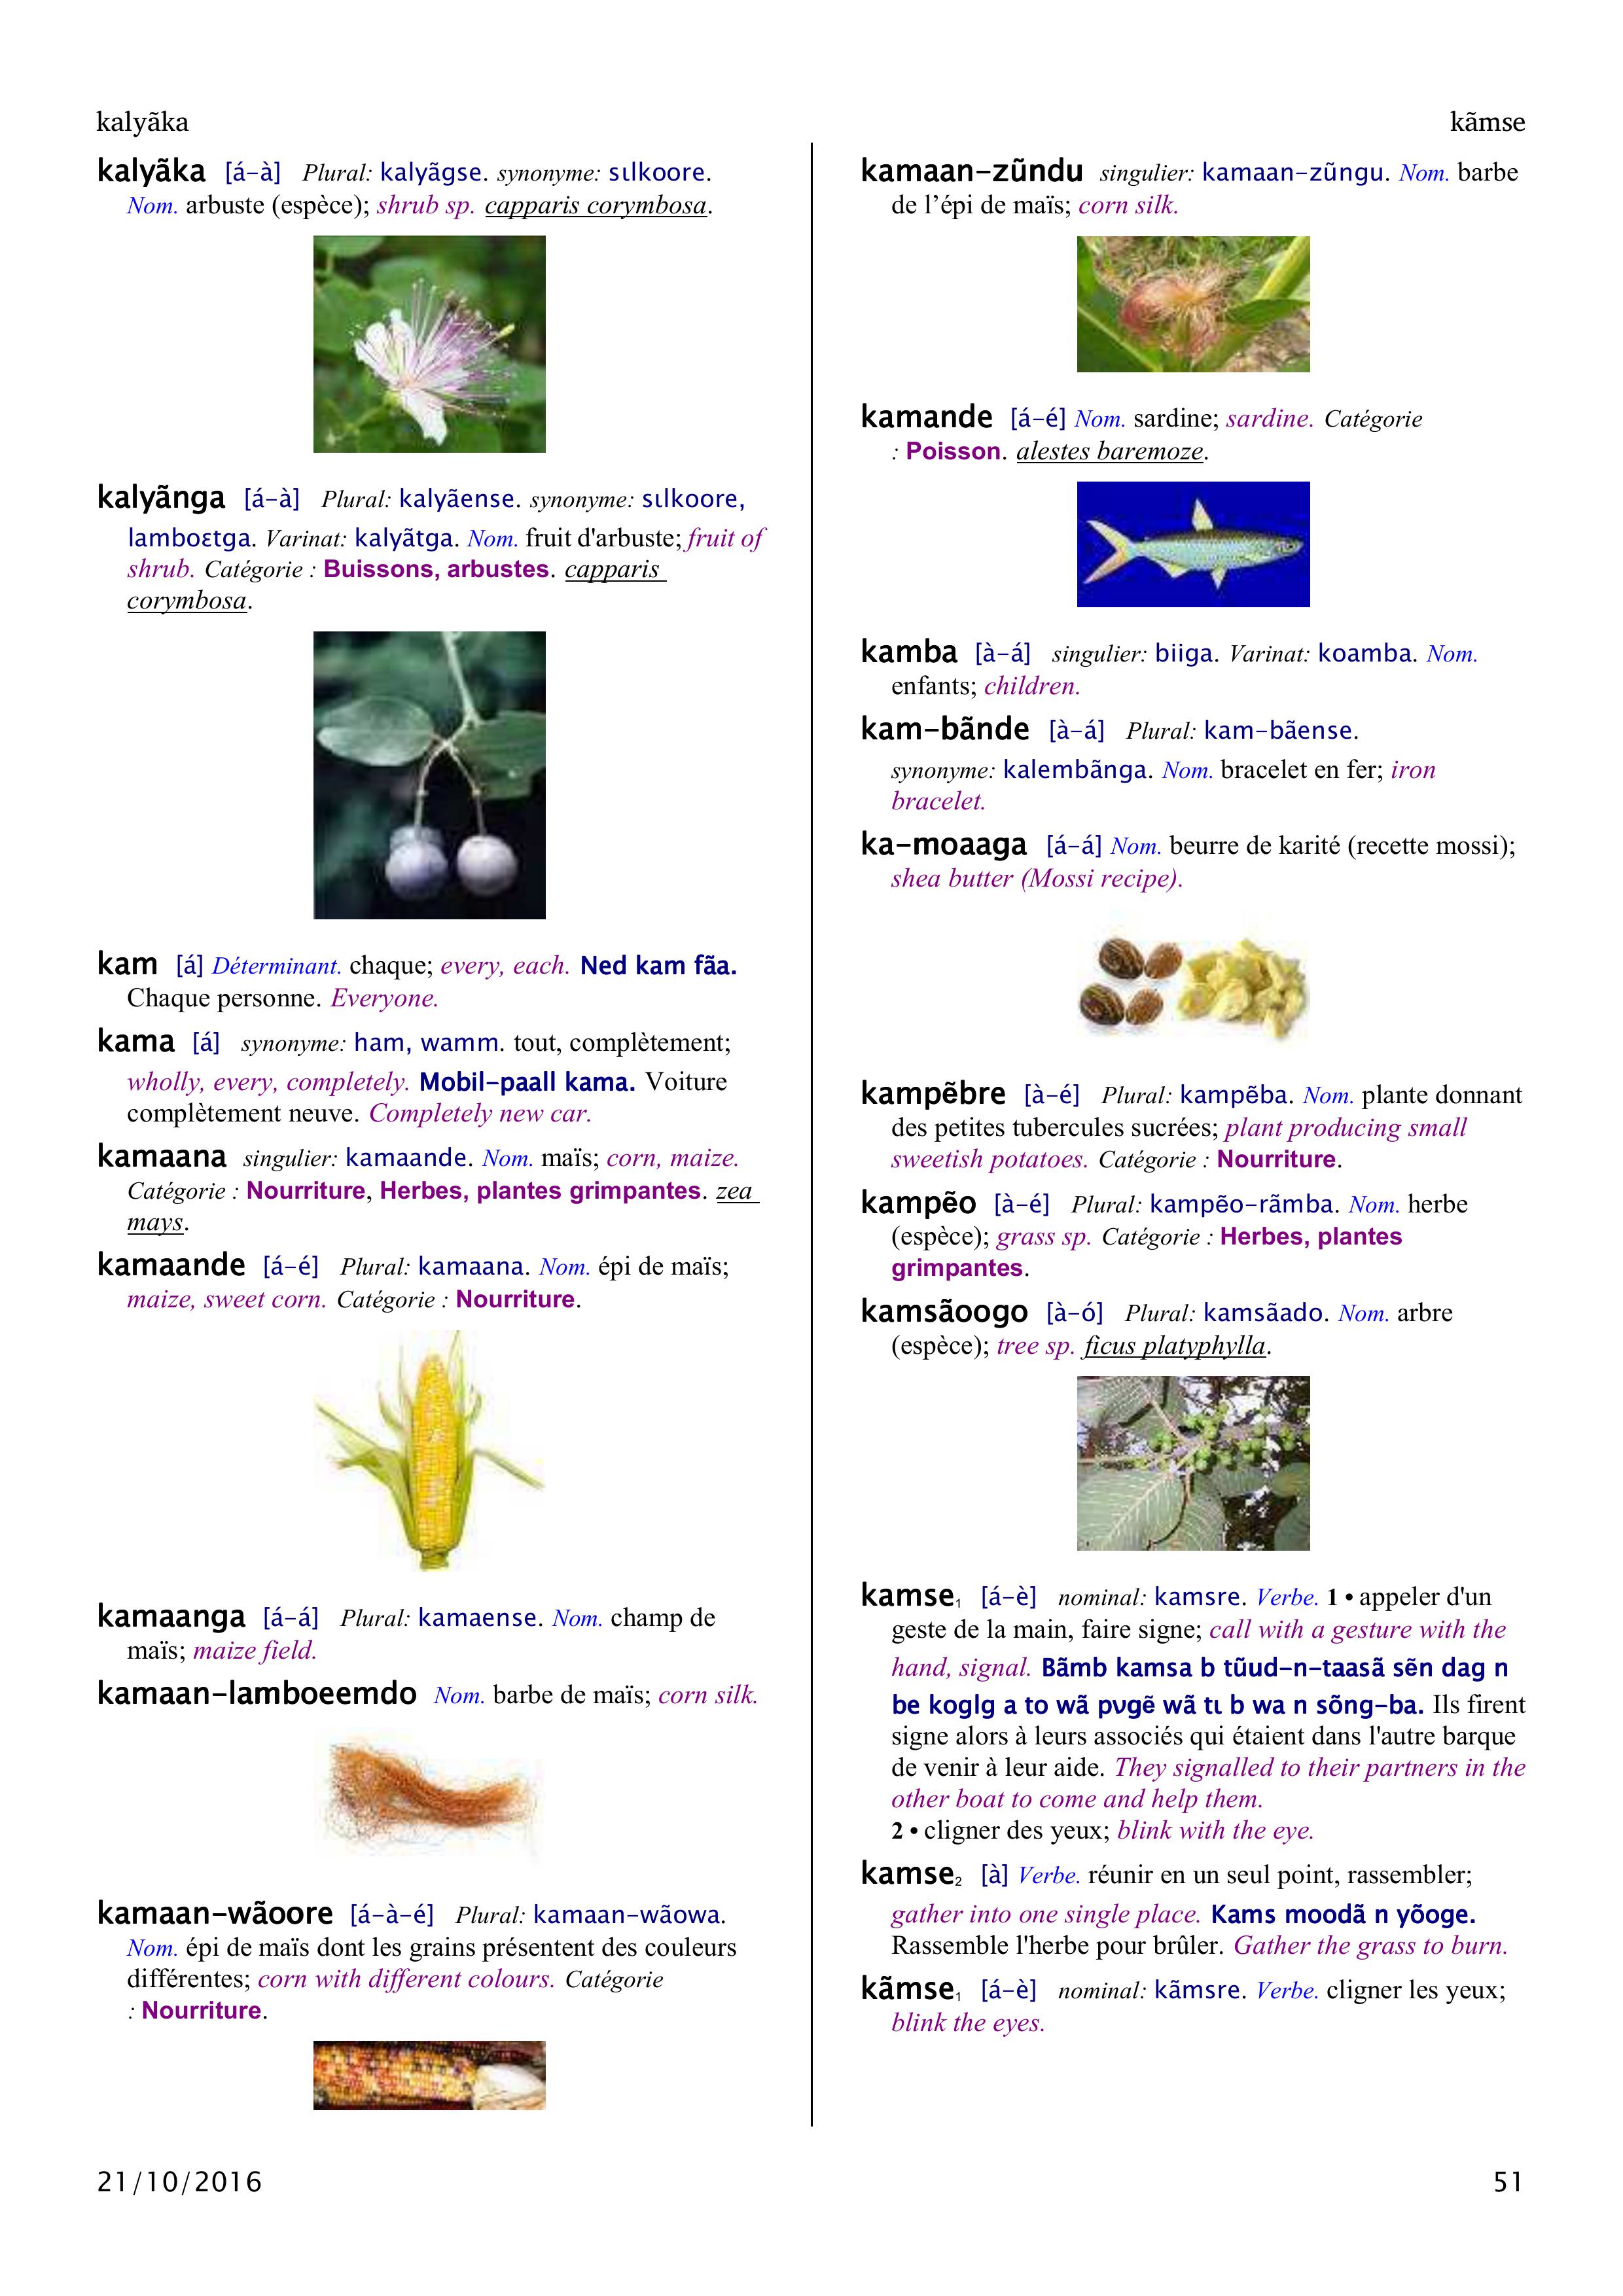 kalyãka
kãmse
kalyãka [á-à] Plural: kalyãgse. synonyme: sɩlkoore.
Nom. arbuste (espèce); shrub sp. capparis corymbosa.
kalyãnga [á-à] Plural: kalyãense. synonyme: sɩlkoore,
lamboɛtga. Varinat: kalyãtga. Nom. fruit d'arbuste; fruit of
shrub. Catégorie : Buissons, arbustes. capparis
corymbosa.
kam [á] Déterminant. chaque; every, each. Ned kam fãa.
Chaque personne. Everyone.
kama [á] synonyme: ham, wamm. tout, complètement;
wholly, every, completely. Mobil-paall kama. Voiture
complètement neuve. Completely new car.
kamaana singulier: kamaande. Nom. maïs; corn, maize.
Catégorie : Nourriture, Herbes, plantes grimpantes. zea
mays.
kamaande [á-é] Plural: kamaana. Nom. épi de maïs;
maize, sweet corn. Catégorie : Nourriture.
kamaanga [á-á] Plural: kamaense. Nom. champ de
maïs; maize field.
kamaan-lamboeemdo Nom. barbe de maïs; corn silk.
kamaan-wãoore [á-à-é] Plural: kamaan-wãowa.
Nom. épi de maïs dont les grains présentent des couleurs
différentes; corn with different colours. Catégorie
: Nourriture.
kamaan-zũndu singulier: kamaan-zũngu. Nom. barbe
de l’épi de maïs; corn silk.
kamande [á-é] Nom. sardine; sardine. Catégorie
: Poisson. alestes baremoze.
kamba [à-á] singulier: biiga. Varinat: koamba. Nom.
enfants; children.
kam-bãnde [à-á] Plural: kam-bãense.
synonyme: kalembãnga. Nom. bracelet en fer; iron
bracelet.
ka-moaaga [á-á] Nom. beurre de karité (recette mossi);
shea butter (Mossi recipe).
kampẽbre [à-é] Plural: kampẽba. Nom. plante donnant
des petites tubercules sucrées; plant producing small
sweetish potatoes. Catégorie : Nourriture.
kampẽo [à-é] Plural: kampẽo-rãmba. Nom. herbe
(espèce); grass sp. Catégorie : Herbes, plantes
grimpantes.
kamsãoogo [à-ó] Plural: kamsãado. Nom. arbre
(espèce); tree sp. ficus platyphylla.
kamse₁ [á-è] nominal: kamsre. Verbe. 1 • appeler d'un
geste de la main, faire signe; call with a gesture with the
hand, signal. Bãmb kamsa b tũud-n-taasã sẽn dag n
be koglg a to wã pʋgẽ wã tɩ b wa n sõng-ba. Ils firent
signe alors à leurs associés qui étaient dans l'autre barque
de venir à leur aide. They signalled to their partners in the
other boat to come and help them.
2 • cligner des yeux; blink with the eye.
kamse₂ [à] Verbe. réunir en un seul point, rassembler;
gather into one single place. Kams moodã n yõoge.
Rassemble l'herbe pour brûler. Gather the grass to burn.
kãmse₁ [á-è] nominal: kãmsre. Verbe. cligner les yeux;
blink the eyes.
21/10/2016
51